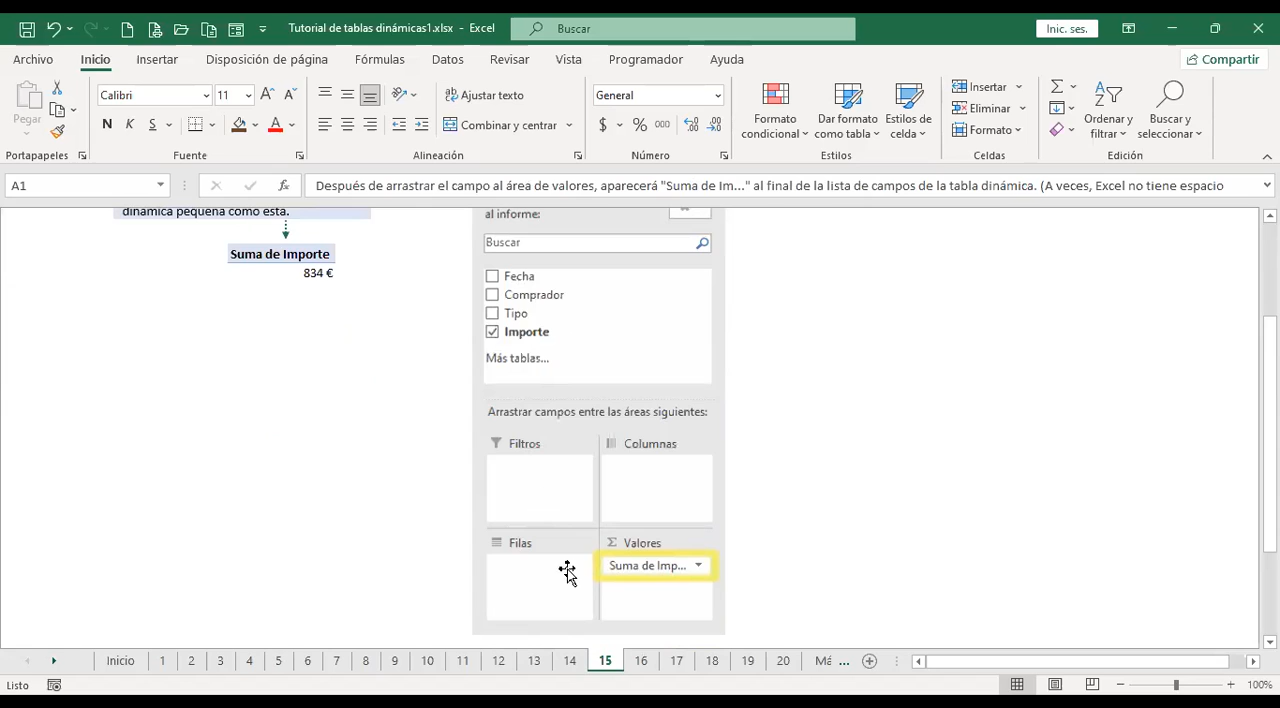 Tutorial de tablas dinámicas1.xlsx - Excel
Buscar
Inic. ses.
Archivo Inicio Insertar Disposición de página Fórmulas Datos Revisar Vista Programador Ayuda Compartir
Pegar
Calibri 11
N K S
Ajustar texto
Combinar y centrar
General
$ % 000
Formato condicional
Dar formato como tabla
Estilos de celda
Insertar
Eliminar
Formato
Ordenar y filtrar
Buscar y seleccionar
Portapapeles Fuente Alineación Número Estilos Celdas Edición
A1 fx Después de arrastrar el campo al área de valores, aparecerá "Suma de Im..." al final de la lista de campos de la tabla dinámica. (A veces, Excel no tiene espacio
dinámica pequeña como esta.
Suma de Importe
834 €
al informe:
Buscar
Fecha
Comprador
Tipo
Importe
Más tablas...
Arrastrar campos entre las áreas siguientes:
Filtros Columnas
Filas Valores
Suma de Imp...
Inicio 1 2 3 4 5 6 7 8 9 10 11 12 13 14 15 16 17 18 19 20 Má ...
Listo 100%